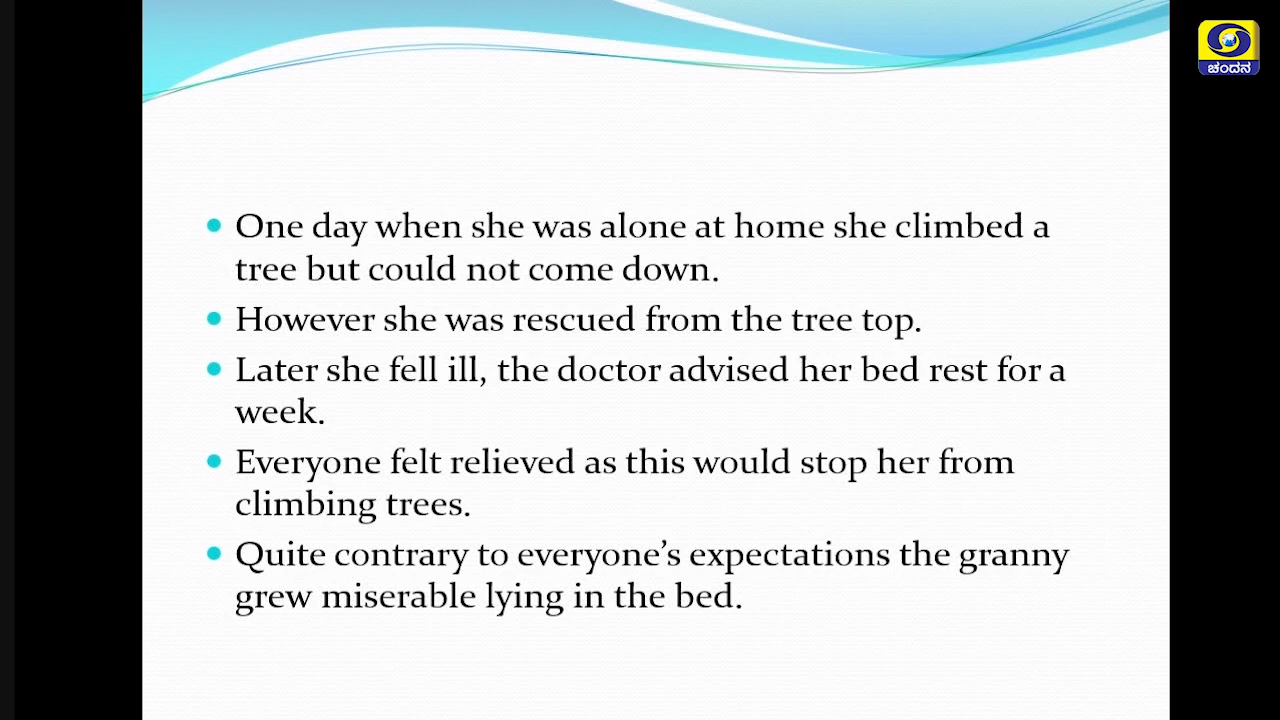 ಚಂದನ
One day when she was alone at home she climbed a
tree but could not come down.
However she was rescued from the tree top.
Later she fell ill, the doctor advised her bed rest for a
week.
Everyone felt relieved as this would stop her from
climbing trees.
Quite contrary to everyone’s expectations the granny
grew miserable lying in the bed.